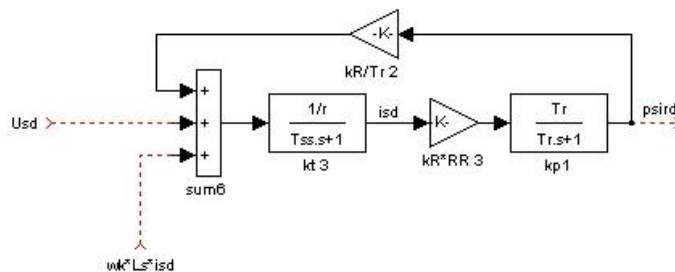 -K-
kR/Tr 2
Usd
+
+
+
sum6
1/r
Tss.s+1
kt 3
isd
K-
kR*RR 3
Tr
Tr.s+1
kp1
psird
wk*Ls*isd